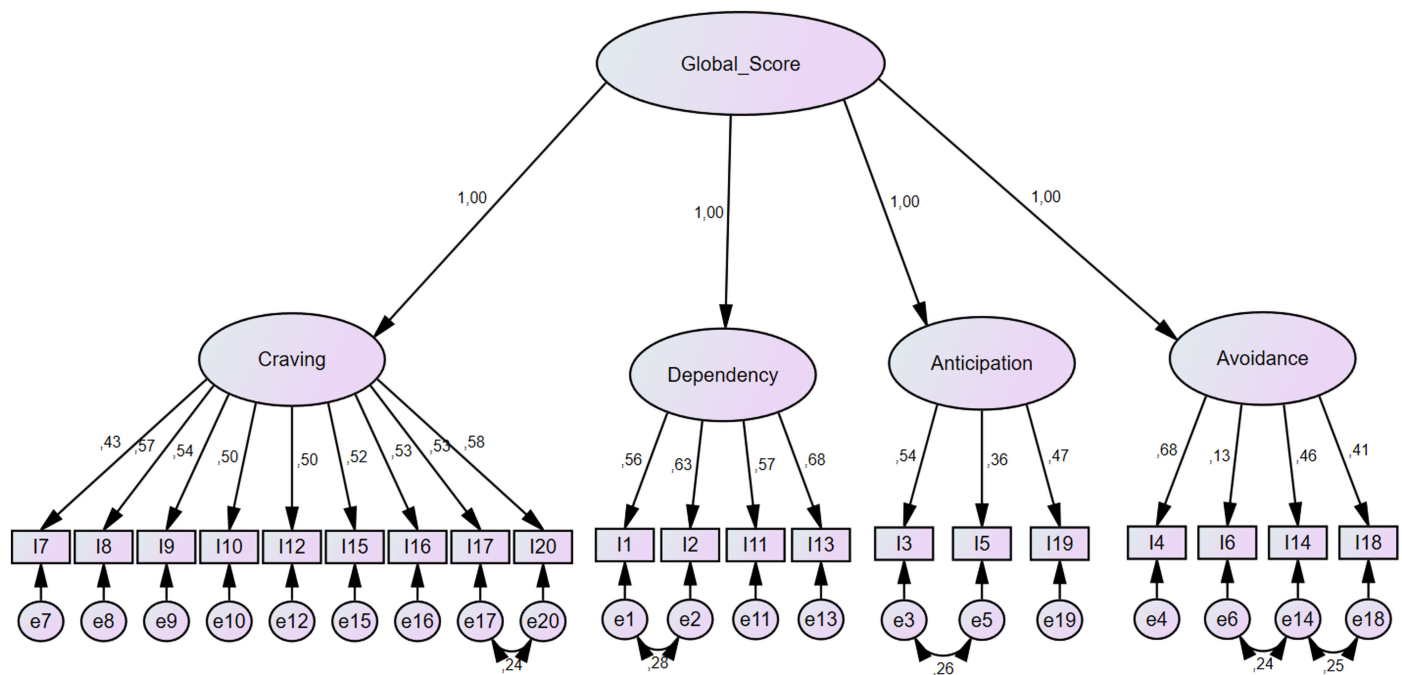 Global_Score
1,00 1,00 1,00 1,00
Craving Dependency Anticipation Avoidance
,43 ,57 ,54 ,50 ,50 ,52 ,53 ,53 ,58 ,56 ,63 ,57 ,68 ,54 ,36 ,47 ,68 ,13 ,46 ,41
I7 I8 I9 I10 I12 I15 I16 I17 I20 I1 I2 I11 I13 I3 I5 I19 I4 I6 I14 I18
e7 e8 e9 e10 e12 e15 e16 e17 e20 e1 e2 e11 e13 e3 e5 e19 e4 e6 e14 e18
,24 ,28 ,26 ,24 ,25